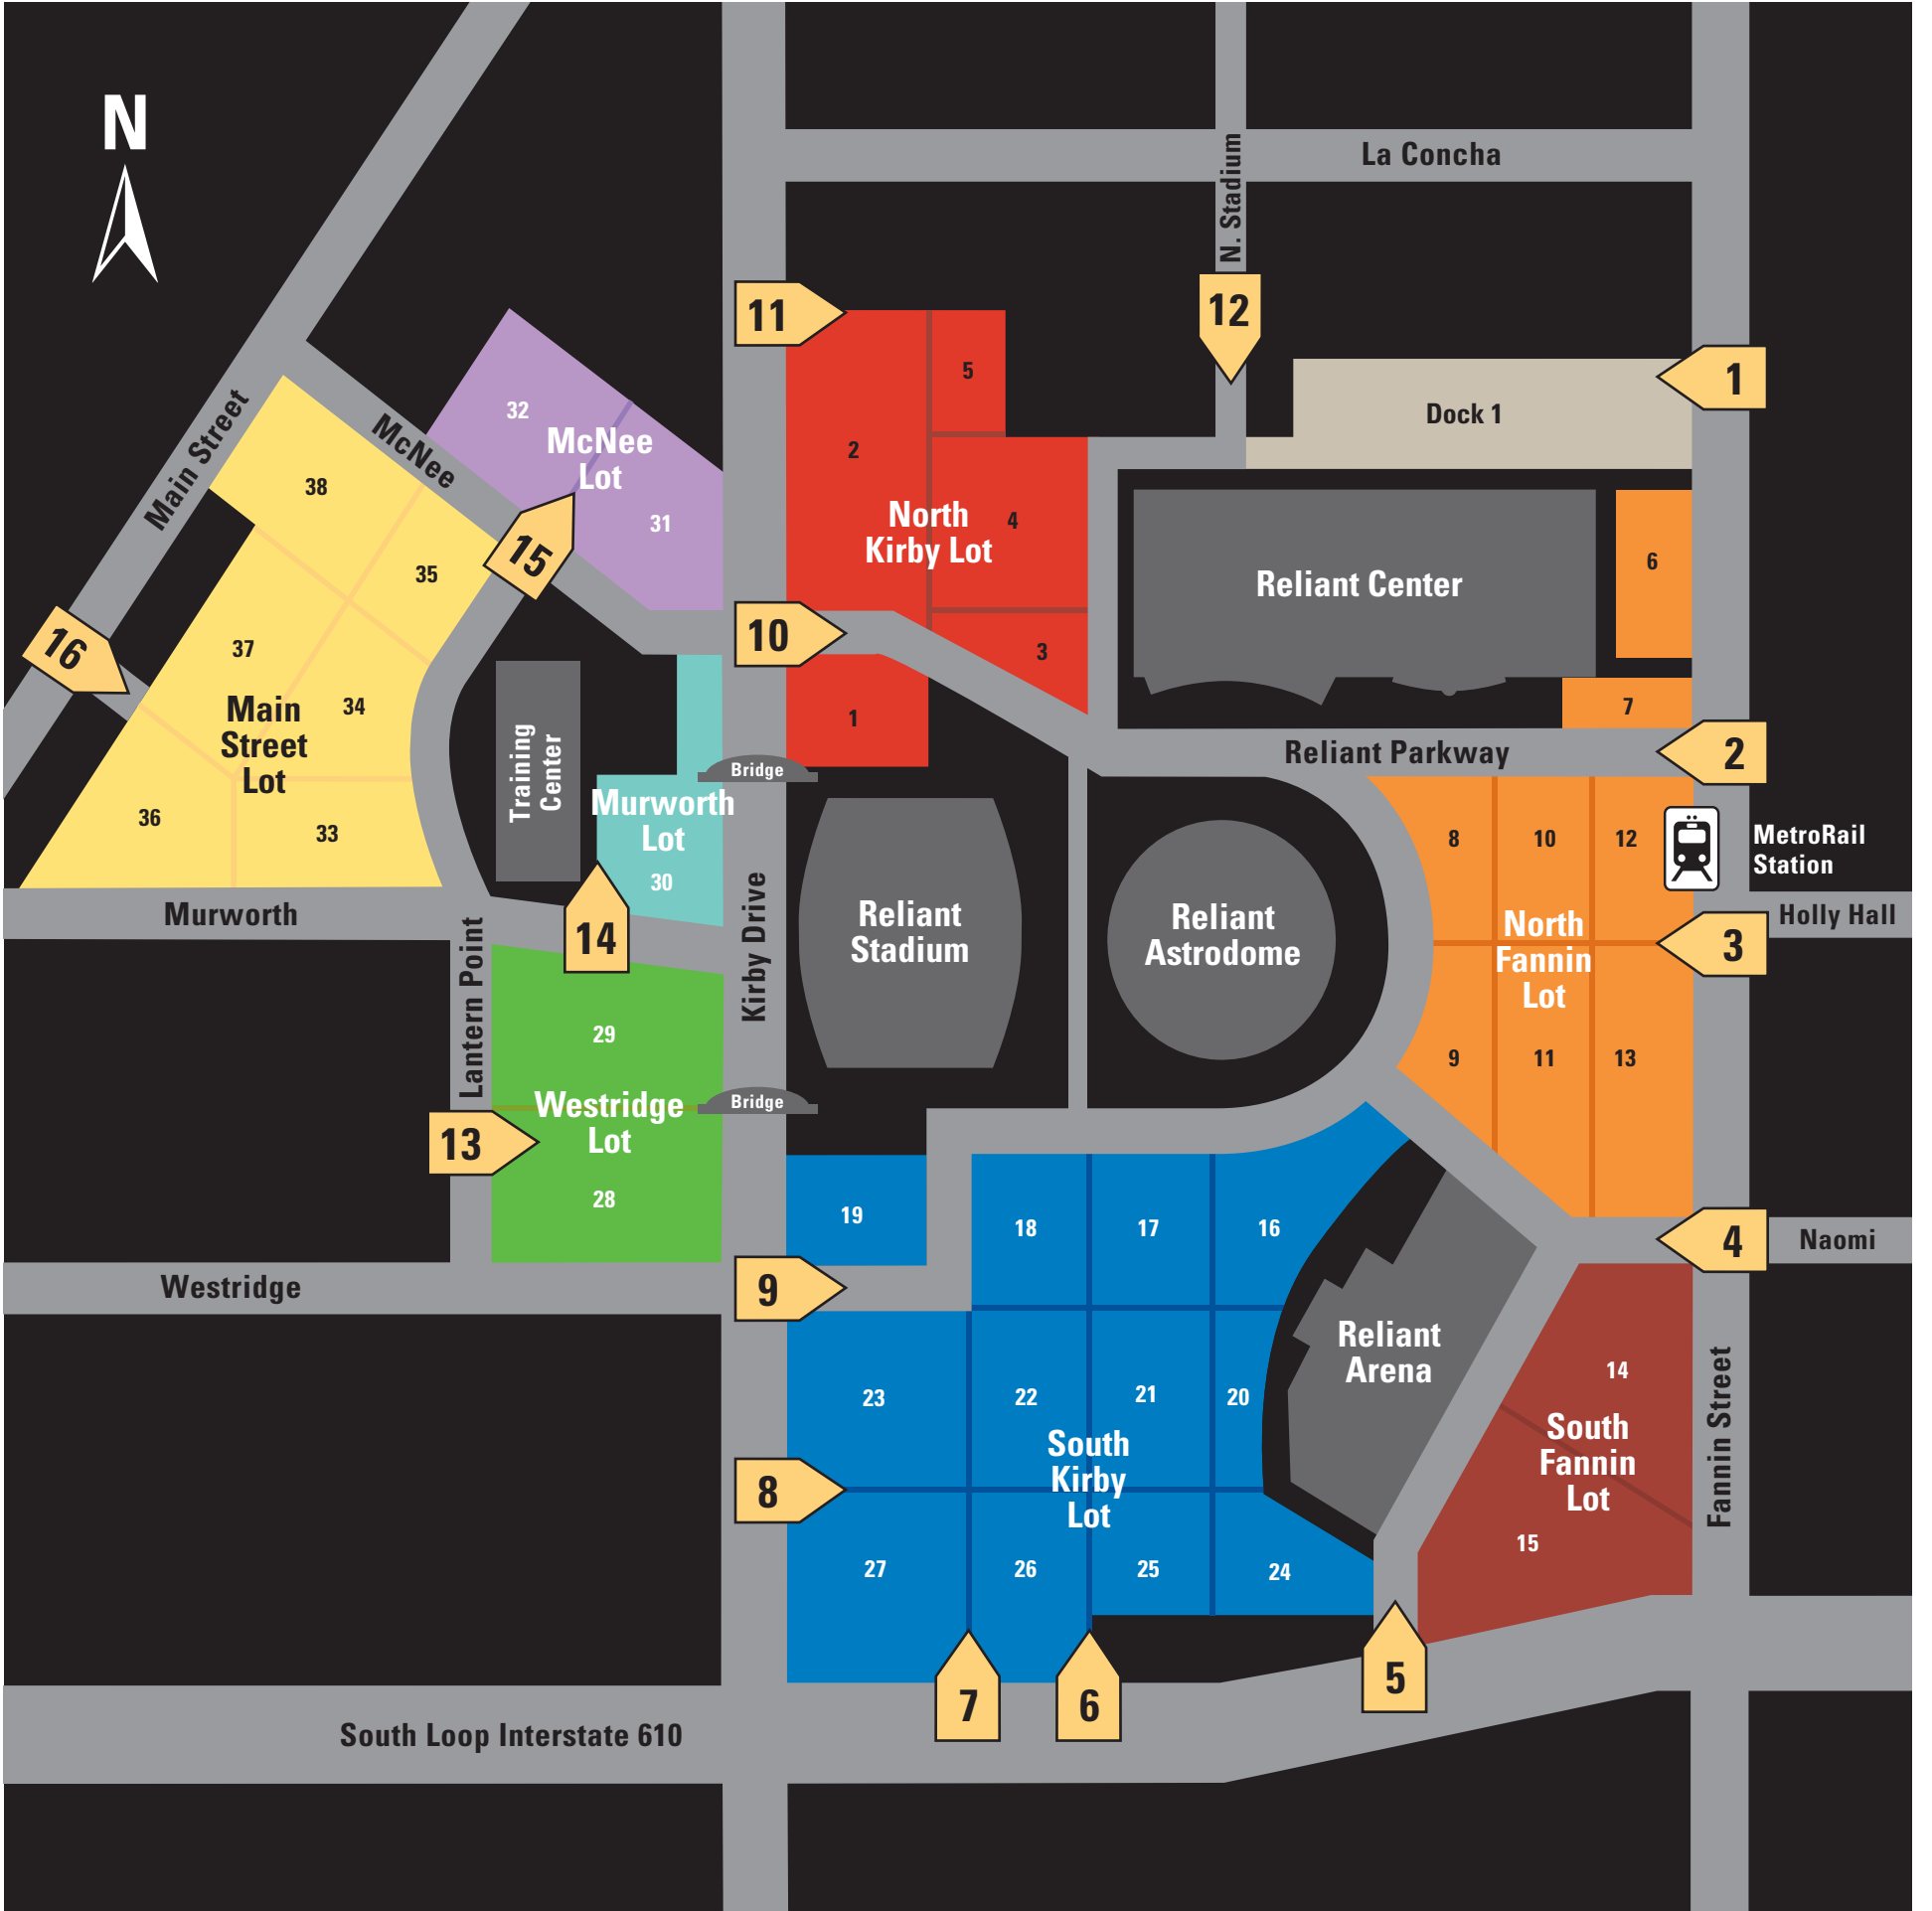 N
La Concha
N. Stadium
11
12
1
Dock 1
Main Street
McNee
32
McNee
Lot
31
38
35
15
16
37
Main
Street
Lot
34
36
33
5
2
North
Kirby Lot
4
10
3
1
Reliant Center
6
7
Reliant Parkway
2
Training
Center
Bridge
Murworth
Lot
30
14
Murworth
Kirby Drive
Reliant
Stadium
Reliant
Astrodome
8
10
12
MetroRail
Station
Holly Hall
North
Fannin
Lot
3
9
11
13
Lantern Point
29
Westridge
Lot
Bridge
13
28
19
18
17
16
4
Naomi
Westridge
9
Reliant
Arena
23
22
21
20
South
Kirby
Lot
14
South
Fannin
Lot
Fannin Street
8
15
27
26
25
24
7
6
5
South Loop Interstate 610